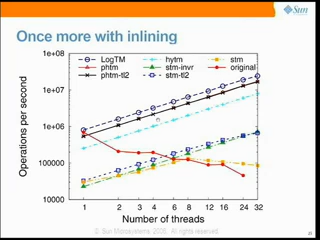 Sun
Once more with inlining
1e+08
1e+07
1e+06
100000
10000
Operations per second
LogTM
phtm
phtm-tl2
hytm
stm-invr
stm-tl2
stm
original
1 2 3 4 6 8 12 16 24 32
Number of threads
© Sun Microsystems 2008. All rights reserved.